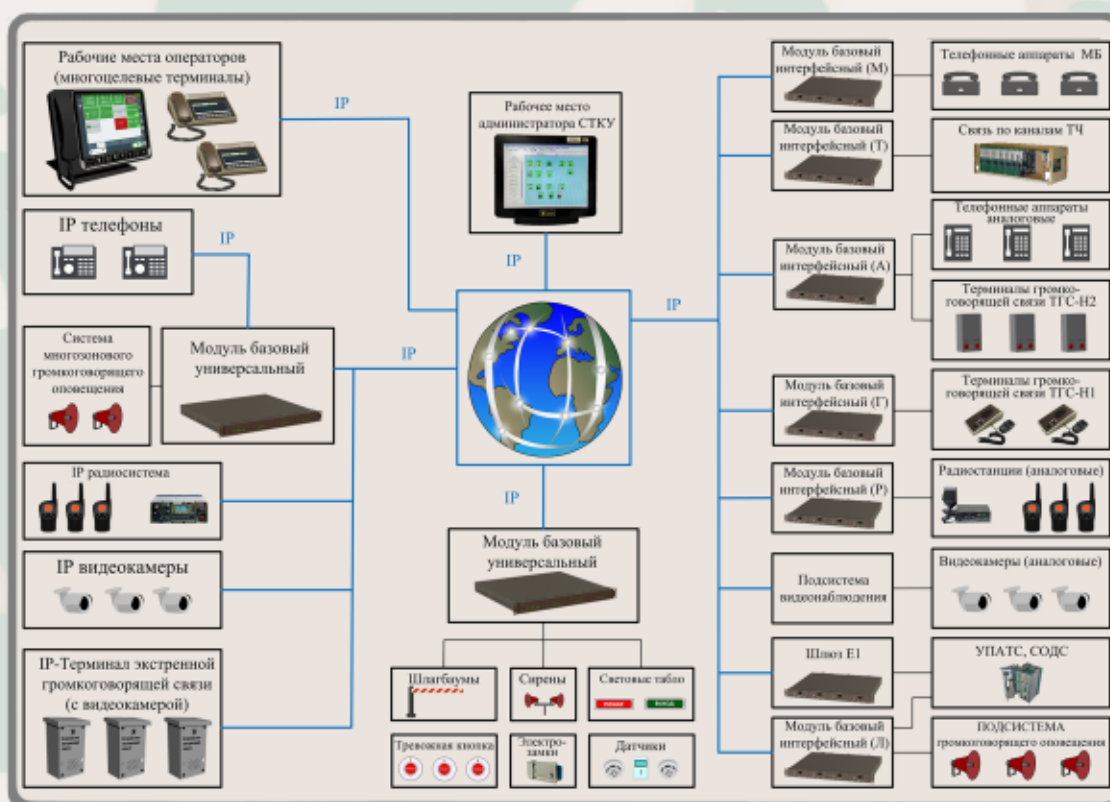 Рабочие места операторов
(многоцелевые терминалы)
IP
Рабочее место
администратора СТКУ
IP
IP телефоны
IP
Система
многозонового
громкоговорящего
оповещения
Модуль базовый
универсальный
IP
IP
IP радиосистема
IP видеокамеры
IP-Терминал экстренной
громкоговорящей связи
(с видеокамерой)
IP
Модуль базовый
универсальный
Шлагбаумы
Сирены
Световые табло
ВЫХОД
Тревожная кнопка
Электро-
замки
Датчики
Модуль базовый
интерфейсный (М)
Телефонные аппараты МБ
Модуль базовый
интерфейсный (Т)
Связь по каналам ТЧ
Модуль базовый
интерфейсный (А)
Телефонные аппараты
аналоговые
Терминалы громко-
говорящей связи ТГС-Н2
Модуль базовый
интерфейсный (Г)
Терминалы громко-
говорящей связи ТГС-Н1
Модуль базовый
интерфейсный (Р)
Радиостанции (аналоговые)
Подсистема
видеонаблюдения
Видеокамеры (аналоговые)
Шлюз Е1
УПАТС, СОДС
Модуль базовый
интерфейсный (Л)
ПОДСИСТЕМА
громкоговорящего оповещения